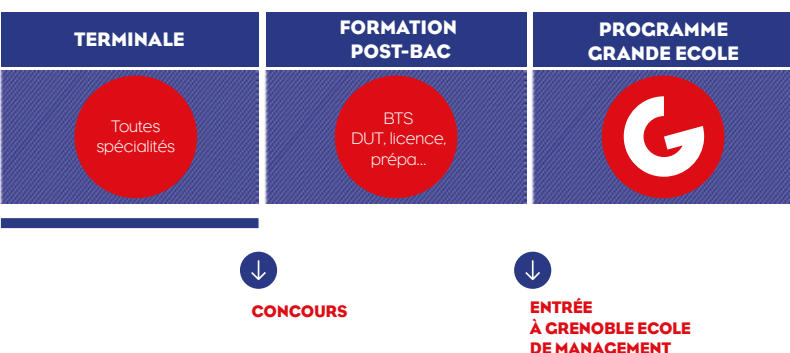 TERMINALE
FORMATION
POST-BAC
PROGRAMME
GRANDE ECOLE
Toutes
spécialités
BTS
DUT, licence,
prépa...
G
CONCOURS
ENTRÉE
À GRENOBLE ECOLE
DE MANAGEMENT